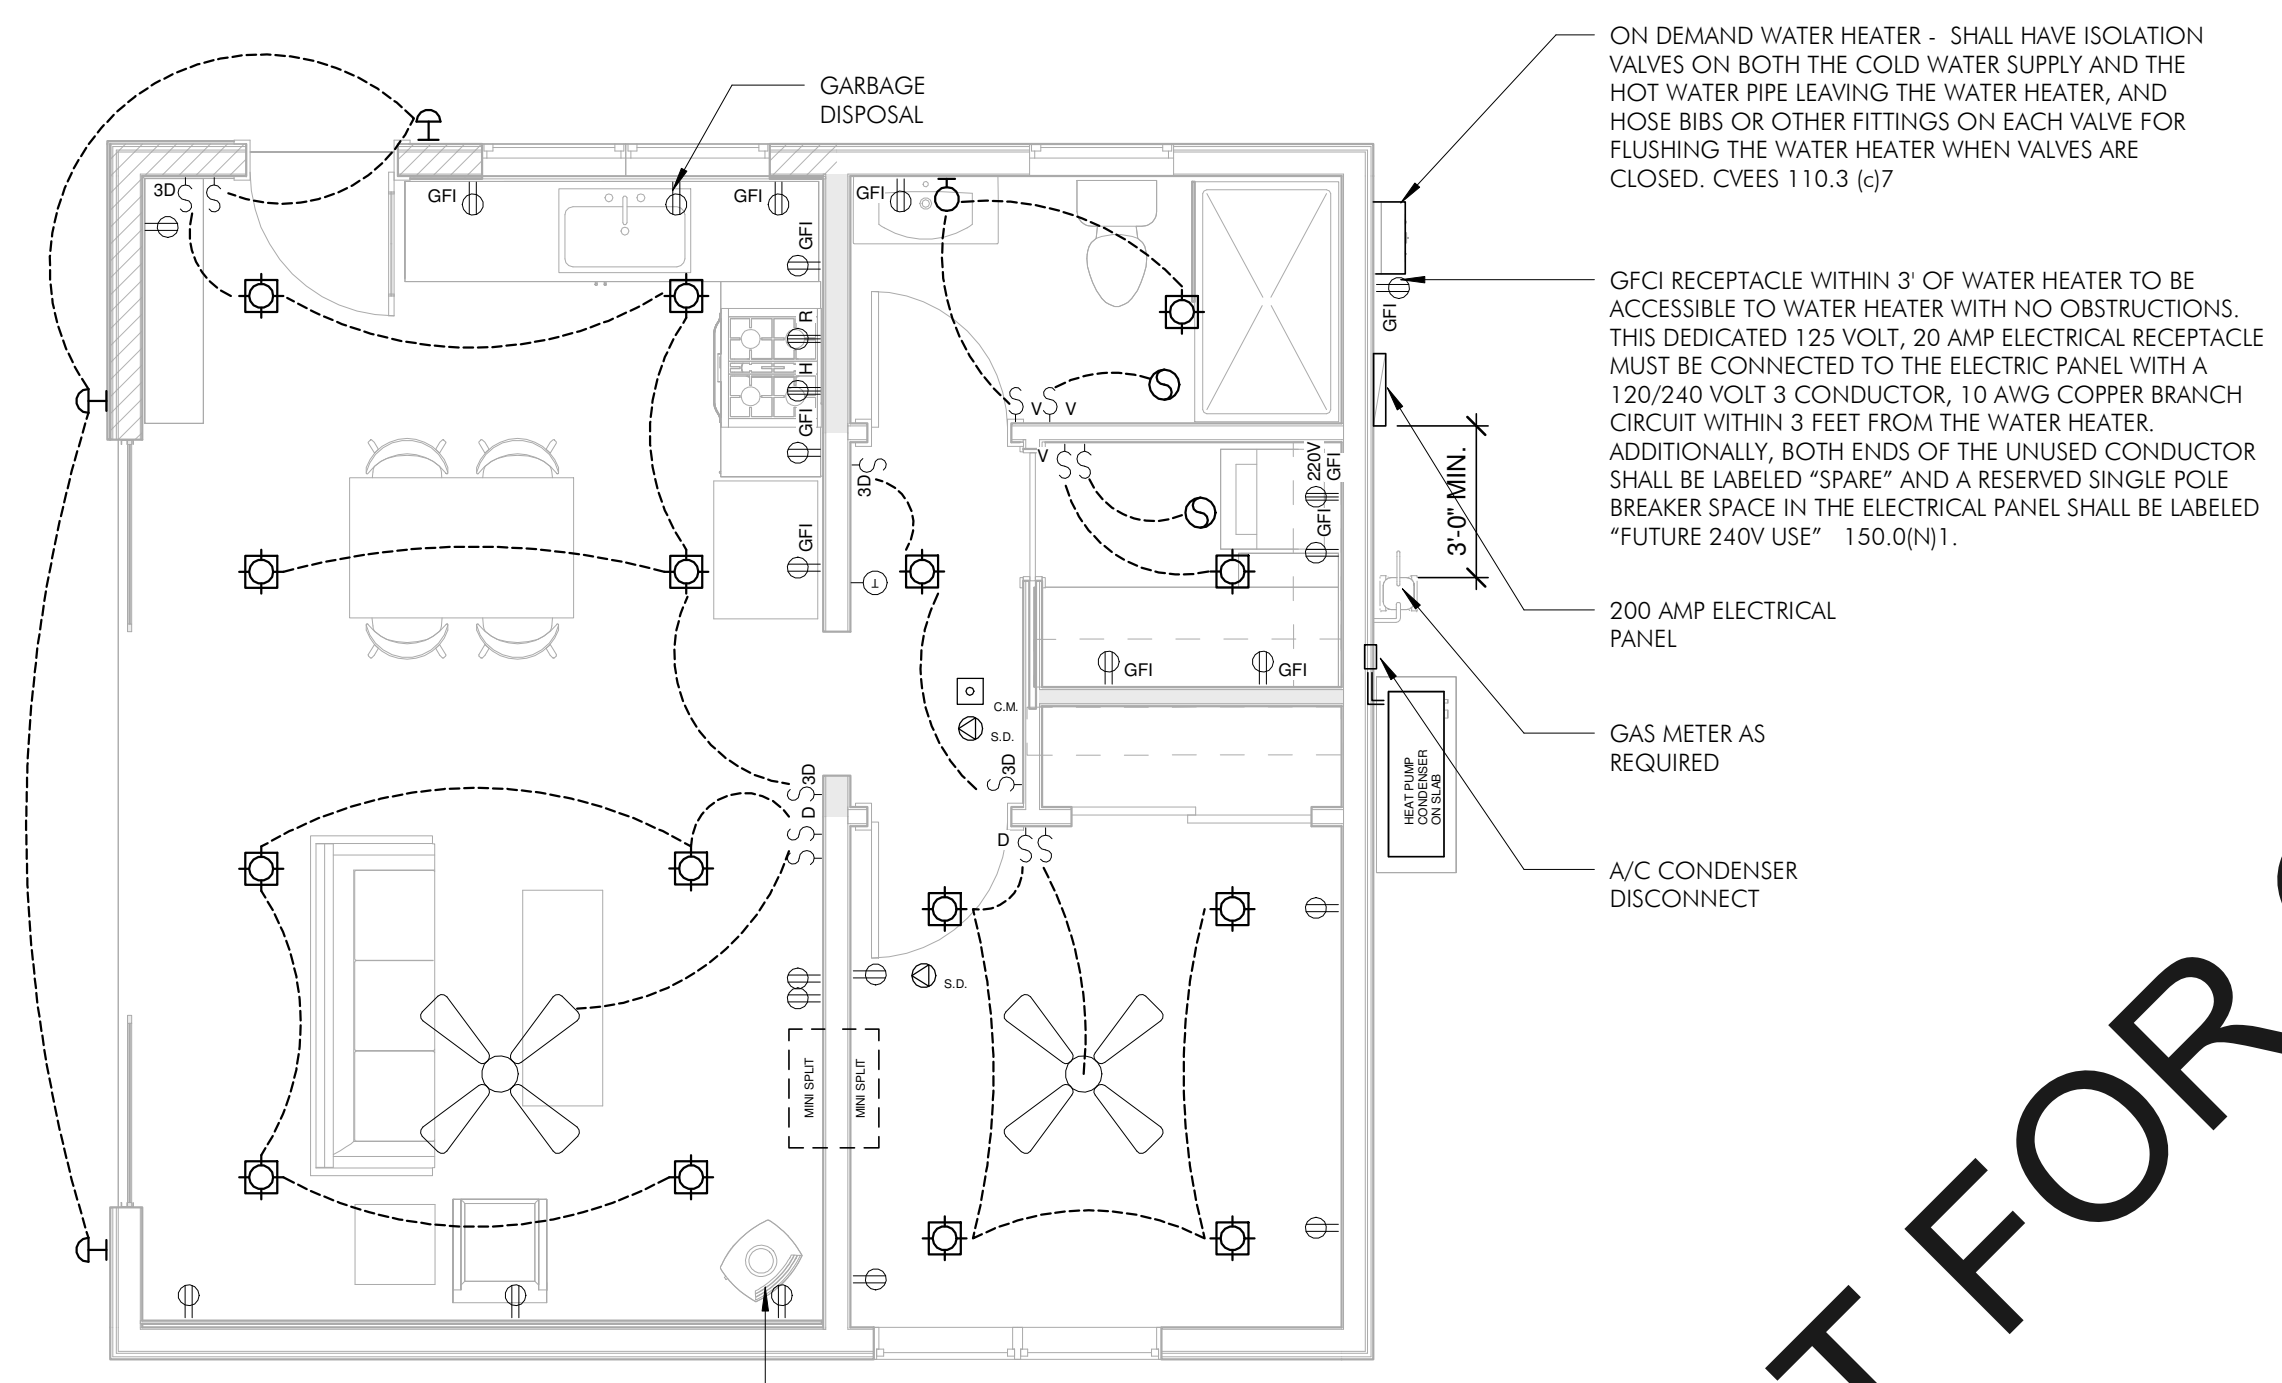 ON DEMAND WATER HEATER - SHALL HAVE ISOLATION
VALVES ON BOTH THE COLD WATER SUPPLY AND THE
HOT WATER PIPE LEAVING THE WATER HEATER, AND
HOSE BIBS OR OTHER FITTINGS ON EACH VALVE FOR
FLUSHING THE WATER HEATER WHEN VALVES ARE
CLOSED. CVEES 110.3 (c)7
GARBAGE
DISPOSAL
3D
GFI
GFI
GFI
GFI
GFCI RECEPTACLE WITHIN 3' OF WATER HEATER TO BE
ACCESSIBLE TO WATER HEATER WITH NO OBSTRUCTIONS.
THIS DEDICATED 125 VOLT, 20 AMP ELECTRICAL RECEPTACLE
MUST BE CONNECTED TO THE ELECTRIC PANEL WITH A
120/240 VOLT 3 CONDUCTOR, 10 AWG COPPER BRANCH
CIRCUIT WITHIN 3 FEET FROM THE WATER HEATER.
ADDITIONALLY, BOTH ENDS OF THE UNUSED CONDUCTOR
SHALL BE LABELED “SPARE” AND A RESERVED SINGLE POLE
BREAKER SPACE IN THE ELECTRICAL PANEL SHALL BE LABELED
“FUTURE 240V USE” 150.0(N)1.
GFI
R
H
GFI
V
V
V
220V
GFI
3D
GFI
GFI
3'-0" MIN.
200 AMP ELECTRICAL
PANEL
GFI
GFI
C.M.
S.D.
3D
3D
D
D
GAS METER AS
REQUIRED
HEAT PUMP
CONDENSER
ON SLAB
A/C CONDENSER
DISCONNECT
S.D.
MINI SPLIT
MINI SPLIT
T FOR